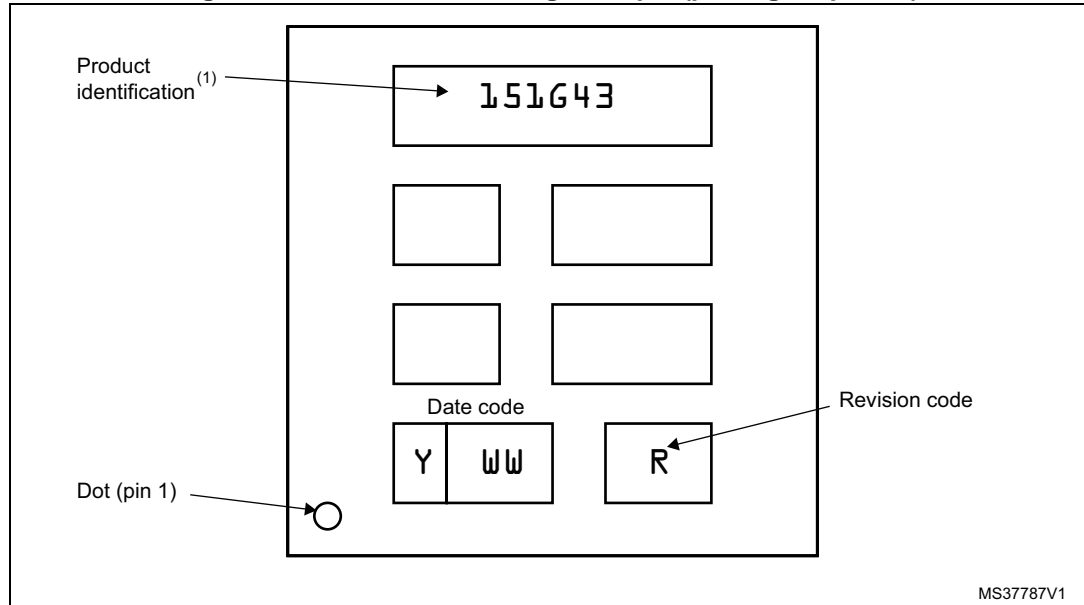 Product
identification(1)
151G43
Date code
Y WW
R
Revision code
Dot (pin 1)
MS37787V1